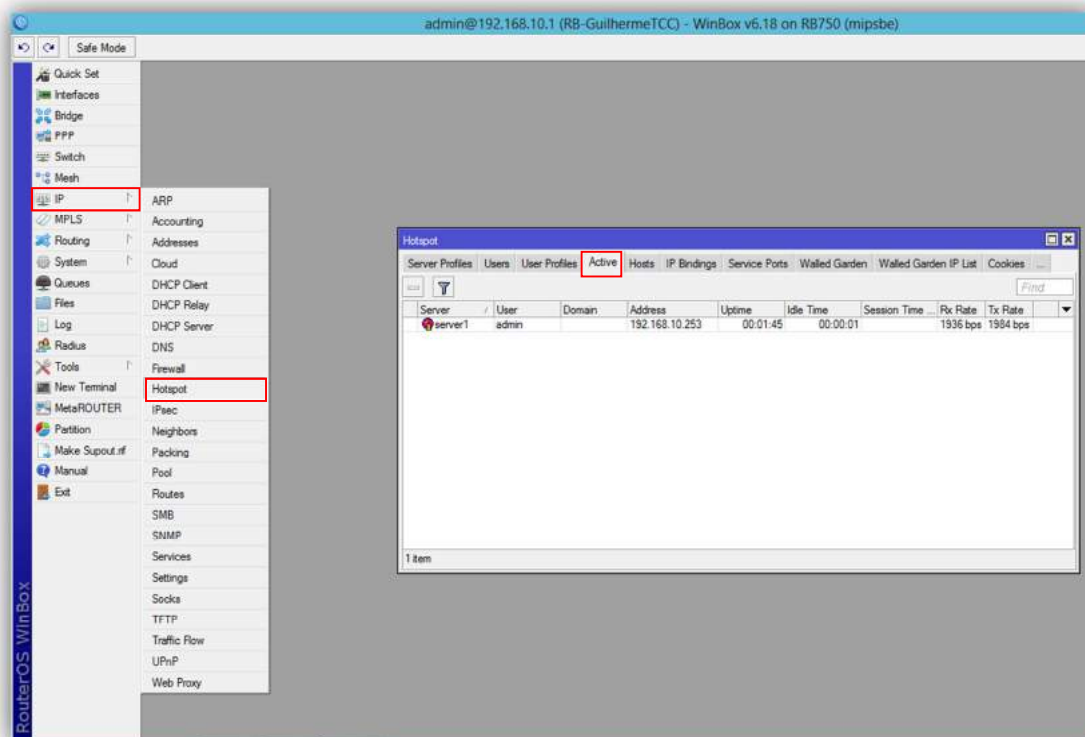 admin@192.168.10.1 (RB-GuilhermeTCC) - WinBox v6.18 on RB750 (mipsbe)
Safe Mode
Quick Set
Interfaces
Bridge
PPP
Switch
Mesh
IP
MPLS
Routing
System
Queues
Files
Log
Radius
Tools
New Terminal
MetaROUTER
Partition
Make Supout.rif
Manual
Exit
RouterOS WinBox
ARP
Accounting
Addresses
Cloud
DHCP Client
DHCP Relay
DHCP Server
DNS
Firewall
Hotspot
IPsec
Neighbors
Packing
Pool
Routes
SMB
SNMP
Services
Settings
Socks
TFTP
Traffic Flow
UPnP
Web Proxy
Hotspot
Server Profiles Users User Profiles Active Hosts IP Bindings Service Ports Walled Garden Walled Garden IP List Cookies ...
Find
Server / User Domain Address Uptime Idle Time Session Time ... Rx Rate Tx Rate
server1 admin 192.168.10.253 00:01:45 00:00:01 1936 bps 1984 bps
1 item